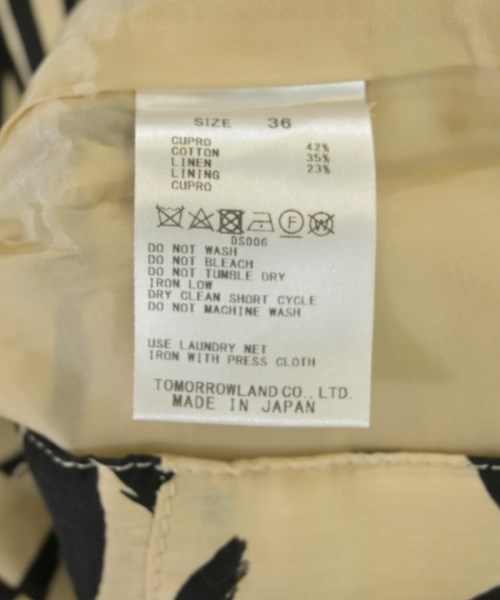 SIZE 36
CUPRO 42%
COTTON 35%
LINEN 23%
LINING
CUPRO
F W
DS006
DO NOT WASH
DO NOT BLEACH
DO NOT TUMBLE DRY
IRON LOW
DRY CLEAN SHORT CYCLE
DO NOT MACHINE WASH
USE LAUNDRY NET
IRON WITH PRESS CLOTH
TOMORROWLAND CO., LTD.
MADE IN JAPAN